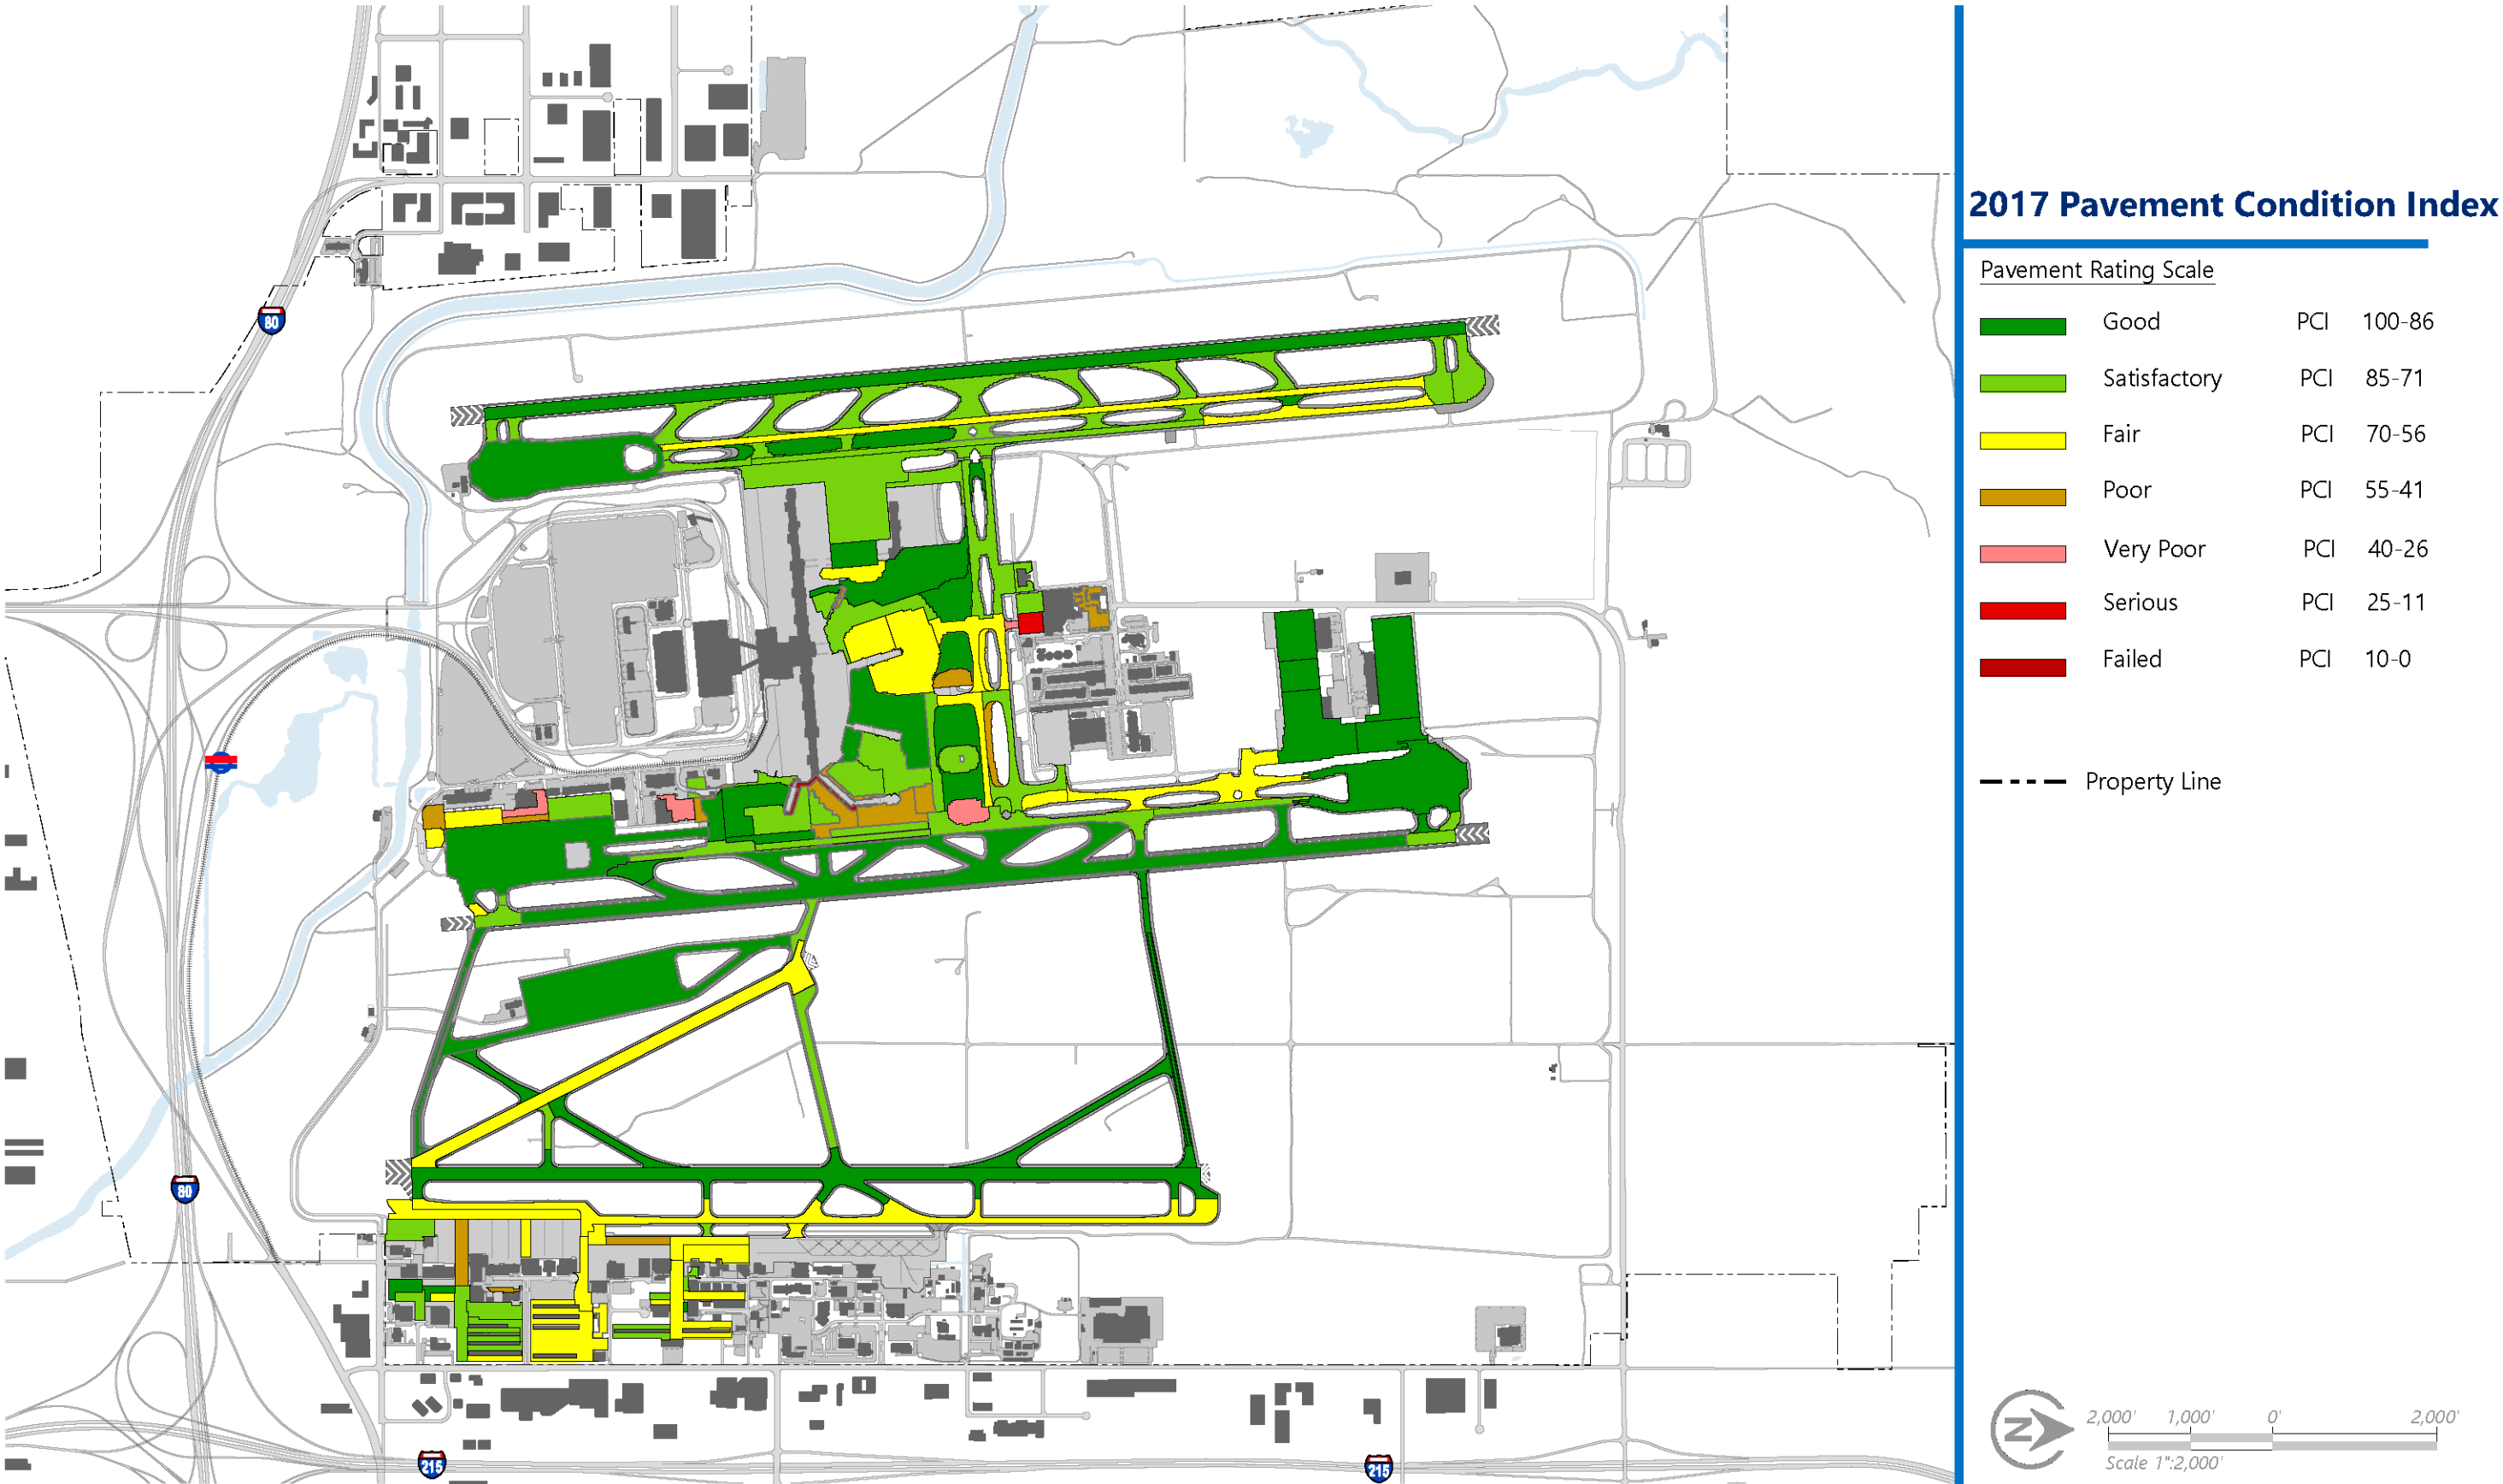 2017 Pavement Condition Index
Pavement Rating Scale
Good PCI 100-86
Satisfactory PCI 85-71
Fair PCI 70-56
Poor PCI 55-41
Very Poor PCI 40-26
Serious PCI 25-11
Failed PCI 10-0
Property Line
80
80
215
215
N
2,000' 1,000' 0' 2,000'
Scale 1":2,000'